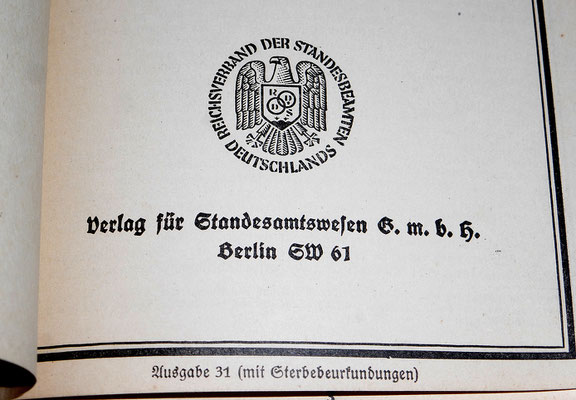 REICHSVERBAND DER STANDESBEAMTEN
DEUTSCHLANDS
R D
D S
Verlag für Standesamtswesen G. m. b. H.
Berlin SW 61
Ausgabe 31 (mit Sterbebeurkundungen)